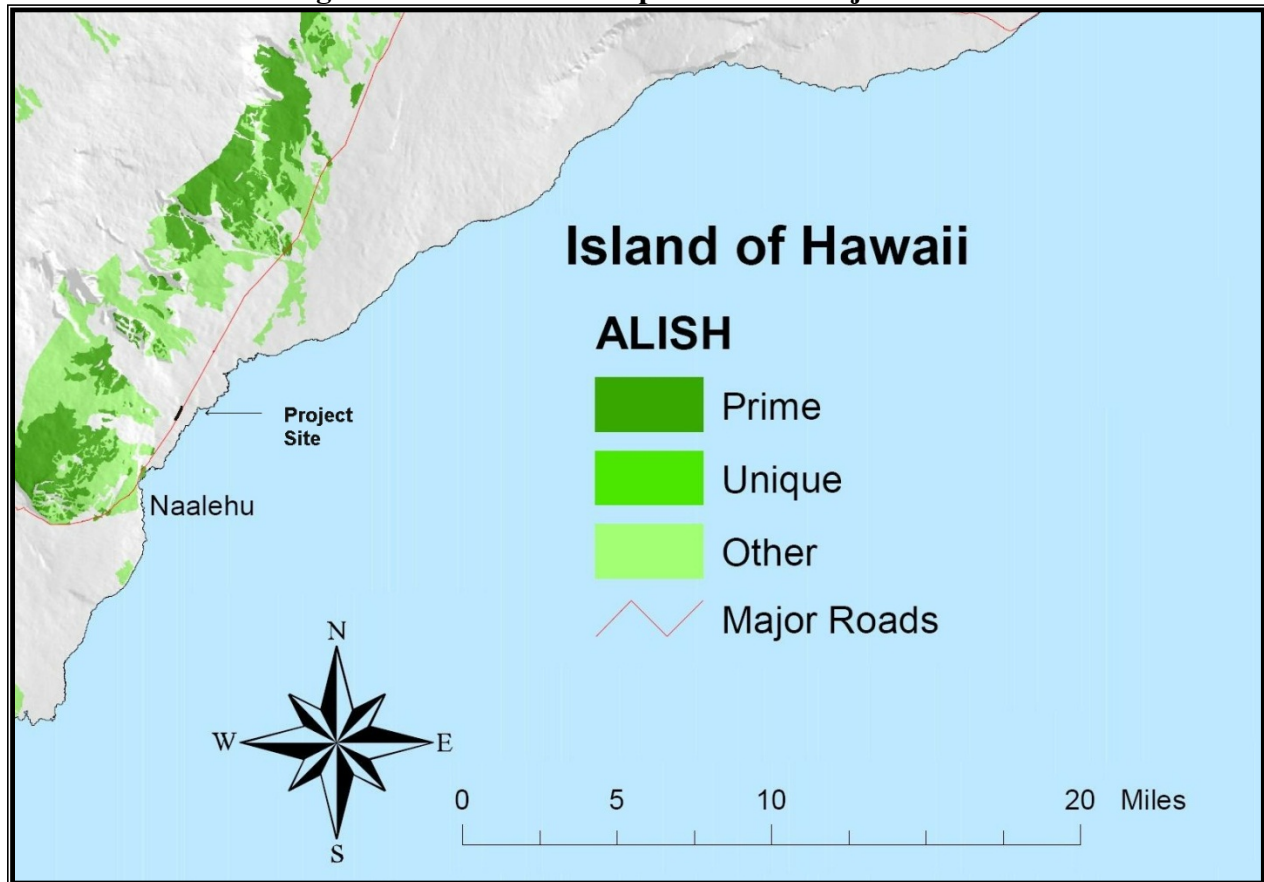 Island of Hawaii
ALISH
Prime
Project
Site
Unique
Naalehu
Other
Major Roads
N
W
E
S
0 5 10 20 Miles